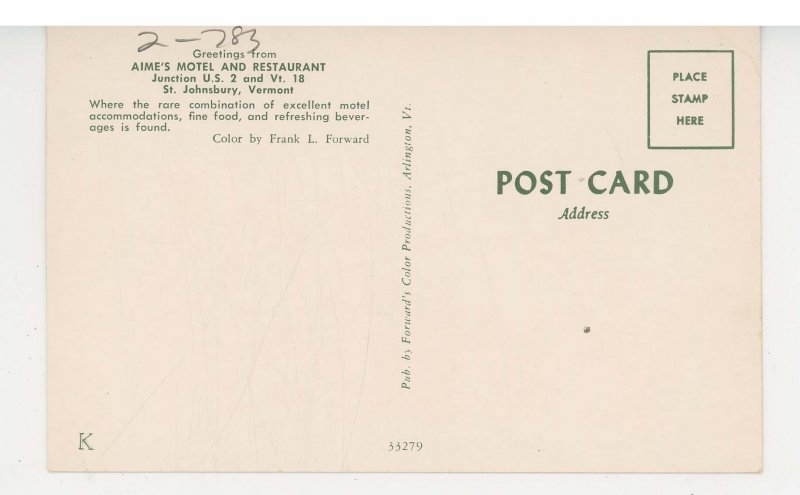 2-783
Greetings from
AIME'S MOTEL AND RESTAURANT
Junction U.S. 2 and Vt. 18
St. Johnsbury, Vermont
Where the rare combination of excellent motel
accommodations, fine food, and refreshing bever-
ages is found.
Color by Frank L. Forward
Pub. by Forward's Color Productions, Arlington, Vt.
PLACE
STAMP
HERE
POST CARD
Address
K
33279